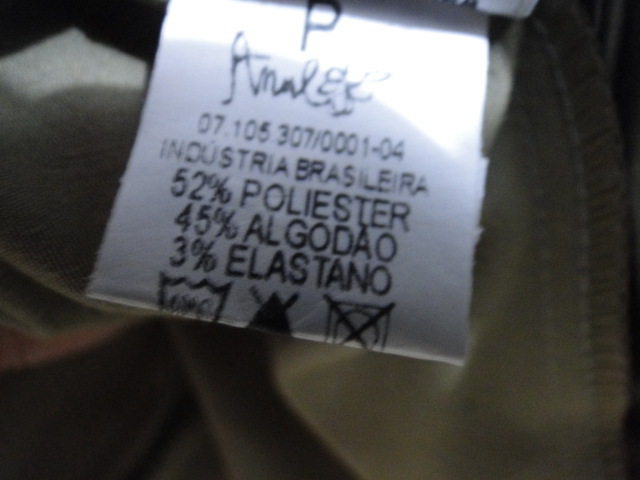 P
07.105.307/0001-04
INDÚSTRIA BRASILEIRA
52% POLIESTER
45% ALGODÃO
3% ELASTANO